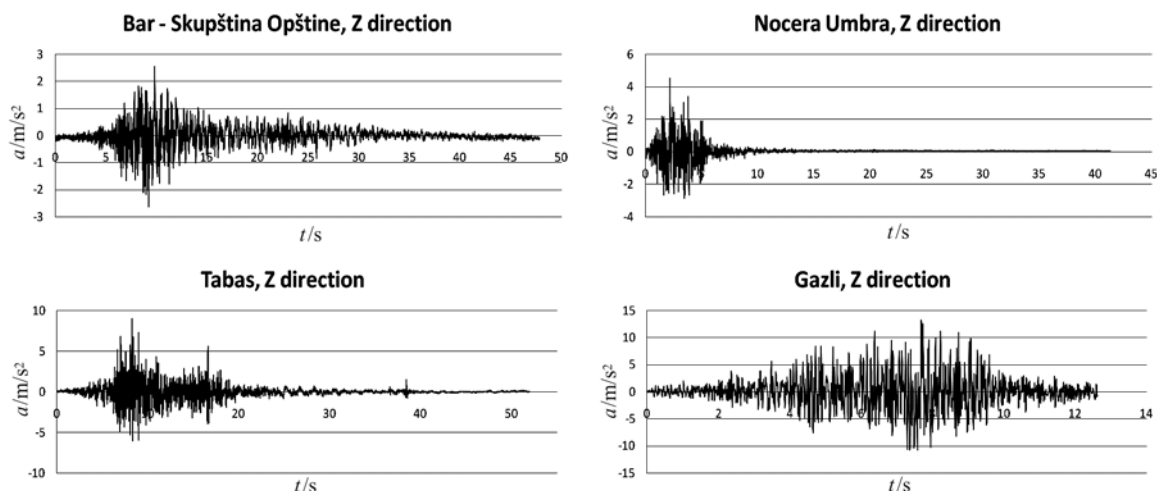 Bar - Skupština Opštine, Z direction
3
2
1
0
-1
-2
-3
a/m/s²
0 5 10 15 20 25 30 35 40 45 50
t/s
Nocera Umbra, Z direction
6
4
2
0
-2
-4
a/m/s²
0 5 10 15 20 25 30 35 40 45
t/s
Tabas, Z direction
10
5
0
-5
-10
a/m/s²
0 10 20 30 40 50
t/s
Gazli, Z direction
15
10
5
0
-5
-10
-15
a/m/s²
0 2 4 6 8 10 12 14
t/s